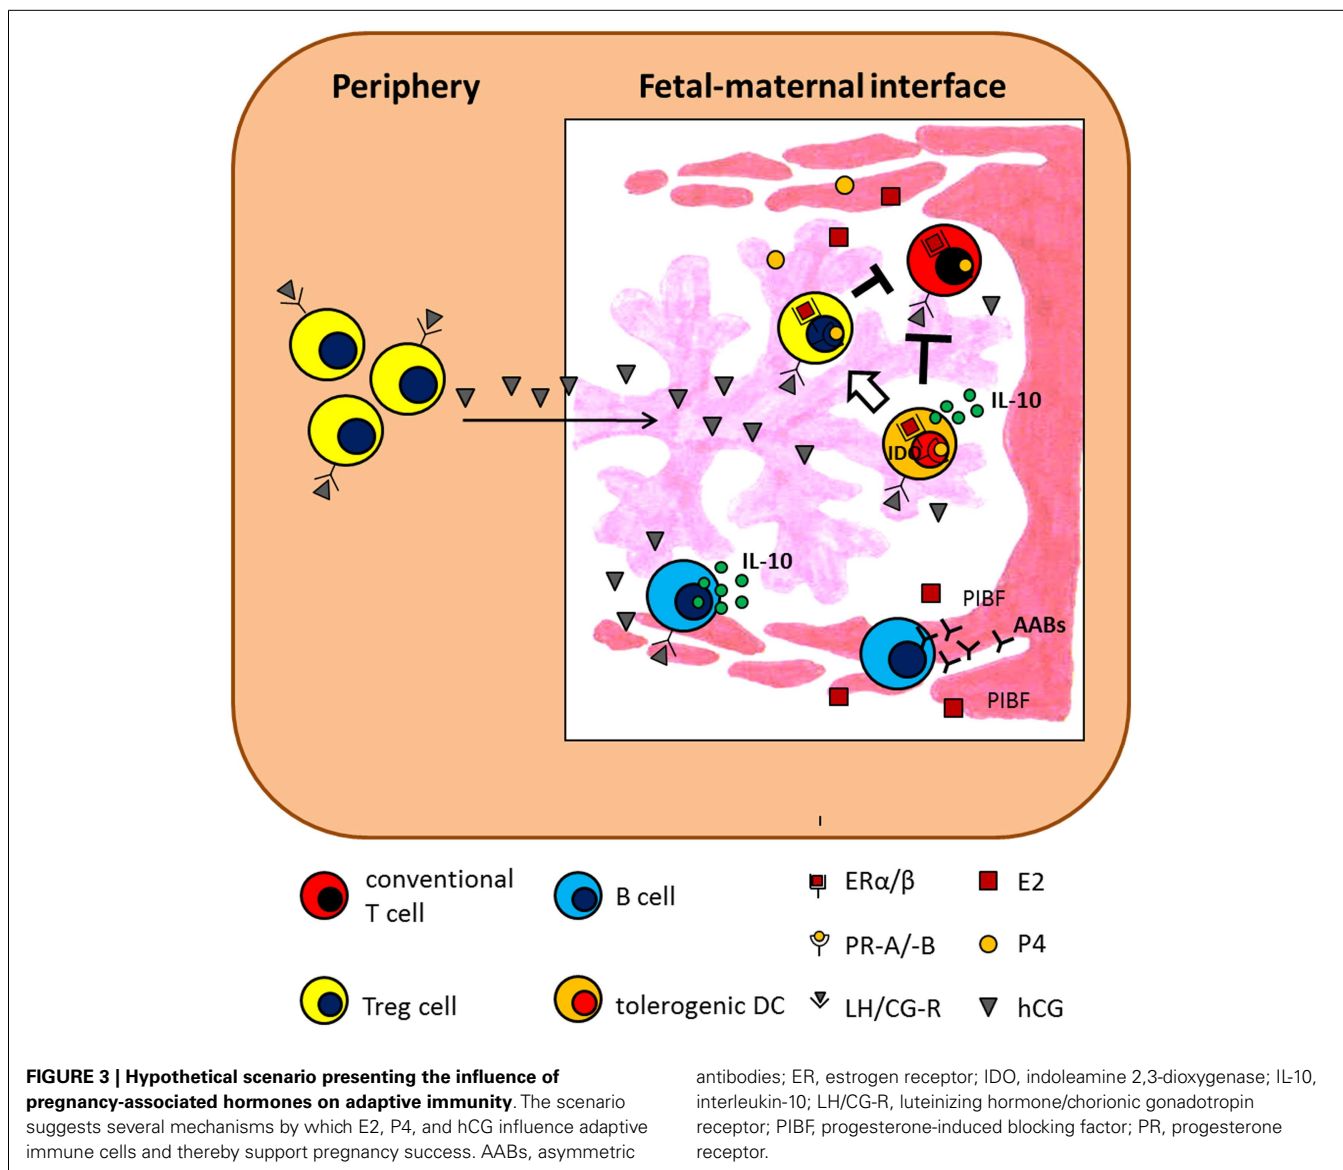 Periphery
Fetal-maternal interface
IL-10
IDO
IL-10
PIBF
AABs
PIBF
conventional
T cell
B cell
ERα/β
E2
PR-A/-B
P4
Treg cell
tolerogenic DC
LH/CG-R
hCG
FIGURE 3 | Hypothetical scenario presenting the influence of
pregnancy-associated hormones on adaptive immunity. The scenario
suggests several mechanisms by which E2, P4, and hCG influence adaptive
immune cells and thereby support pregnancy success. AABs, asymmetric
antibodies; ER, estrogen receptor; IDO, indoleamine 2,3-dioxygenase; IL-10,
interleukin-10; LH/CG-R, luteinizing hormone/chorionic gonadotropin
receptor; PIBF, progesterone-induced blocking factor; PR, progesterone
receptor.